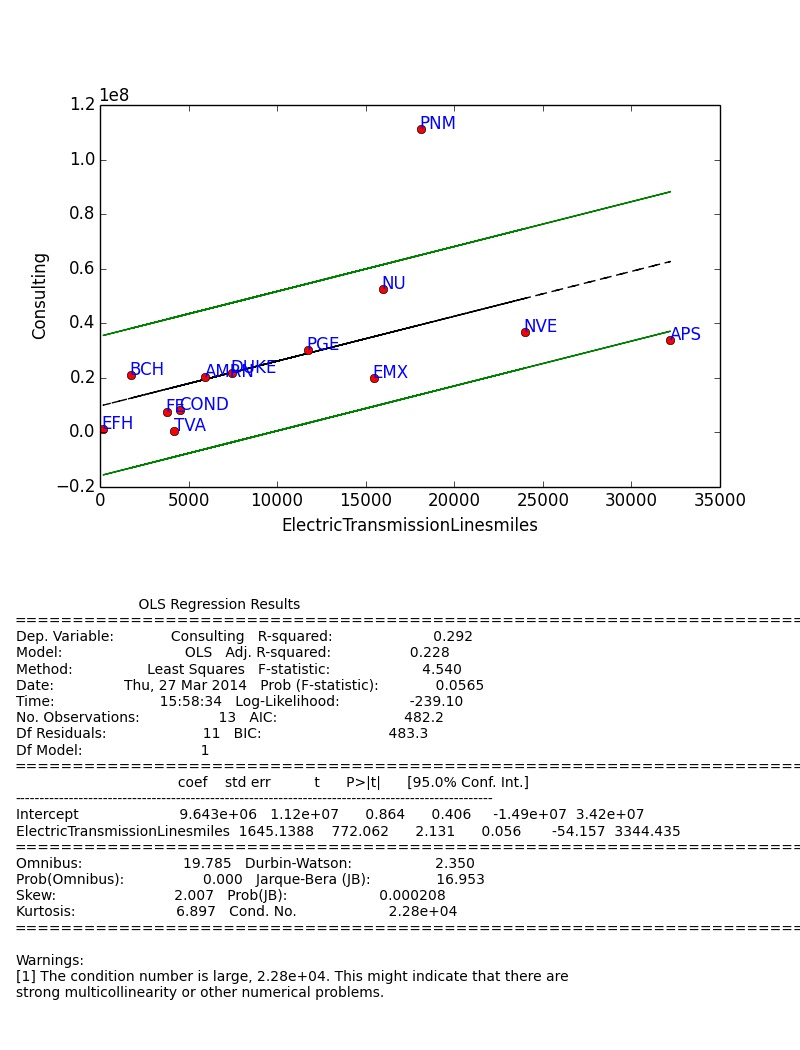 1e8
1.2
1.0
0.8
0.6
0.4
0.2
0.0
−0.2
Consulting
PNM
NU
NVE
APS
PGE
EMX
BCH
AMRN
DUKE
FE
COND
TVA
EFH
0 5000 10000 15000 20000 25000 30000 35000
ElectricTransmissionLinesmiles
OLS Regression Results
==============================================================================
Dep. Variable: Consulting R-squared: 0.292
Model: OLS Adj. R-squared: 0.228
Method: Least Squares F-statistic: 4.540
Date: Thu, 27 Mar 2014 Prob (F-statistic): 0.0565
Time: 15:58:34 Log-Likelihood: -239.10
No. Observations: 13 AIC: 482.2
Df Residuals: 11 BIC: 483.3
Df Model: 1
==============================================================================
coef std err t P>|t| [95.0% Conf. Int.]
------------------------------------------------------------------------------
Intercept 9.643e+06 1.12e+07 0.864 0.406 -1.49e+07 3.42e+07
ElectricTransmissionLinesmiles 1645.1388 772.062 2.131 0.056 -54.157 3344.435
==============================================================================
Omnibus: 19.785 Durbin-Watson: 2.350
Prob(Omnibus): 0.000 Jarque-Bera (JB): 16.953
Skew: 2.007 Prob(JB): 0.000208
Kurtosis: 6.897 Cond. No. 2.28e+04
==============================================================================
Warnings:
[1] The condition number is large, 2.28e+04. This might indicate that there are
strong multicollinearity or other numerical problems.